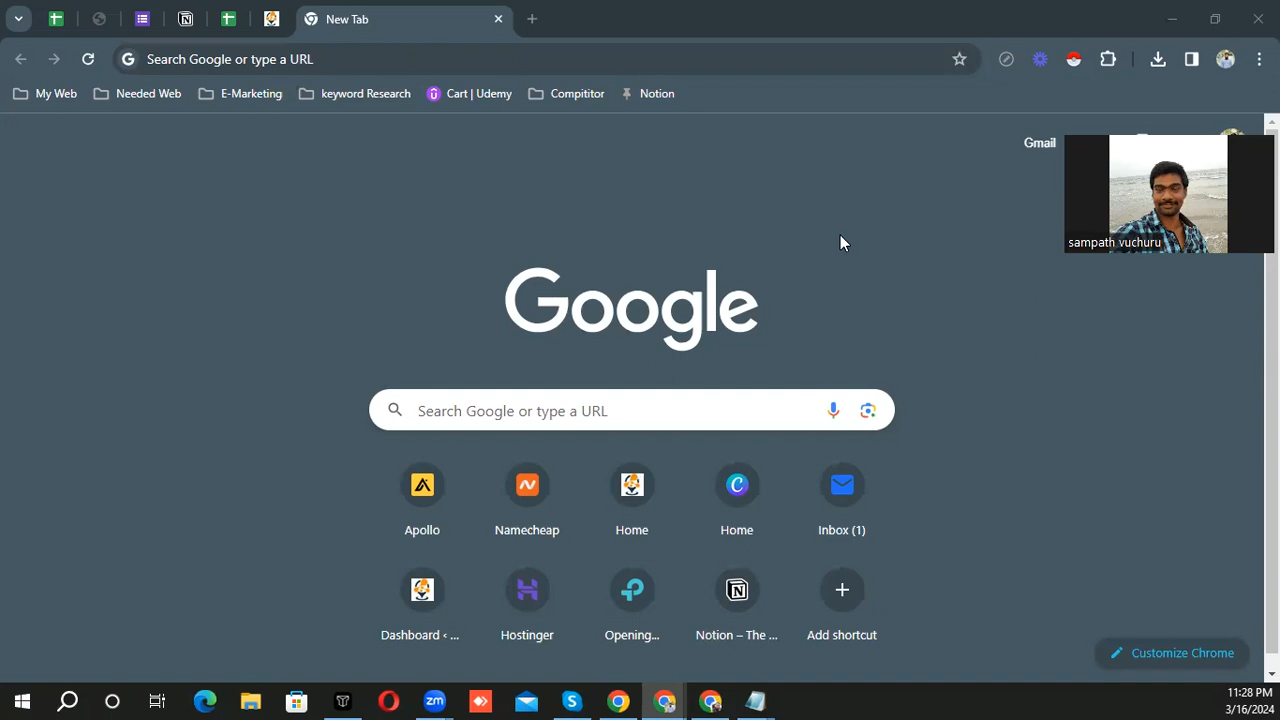 New Tab
Search Google or type a URL
My Web
Needed Web
E-Marketing
keyword Research
Cart | Udemy
Compititor
Notion
Gmail
sampath vuchuru
Google
Search Google or type a URL
Apollo
Namecheap
Home
Home
Inbox (1)
Dashboard ‹ ...
Hostinger
Opening...
Notion – The ...
Add shortcut
Customize Chrome
11:28 PM
3/16/2024